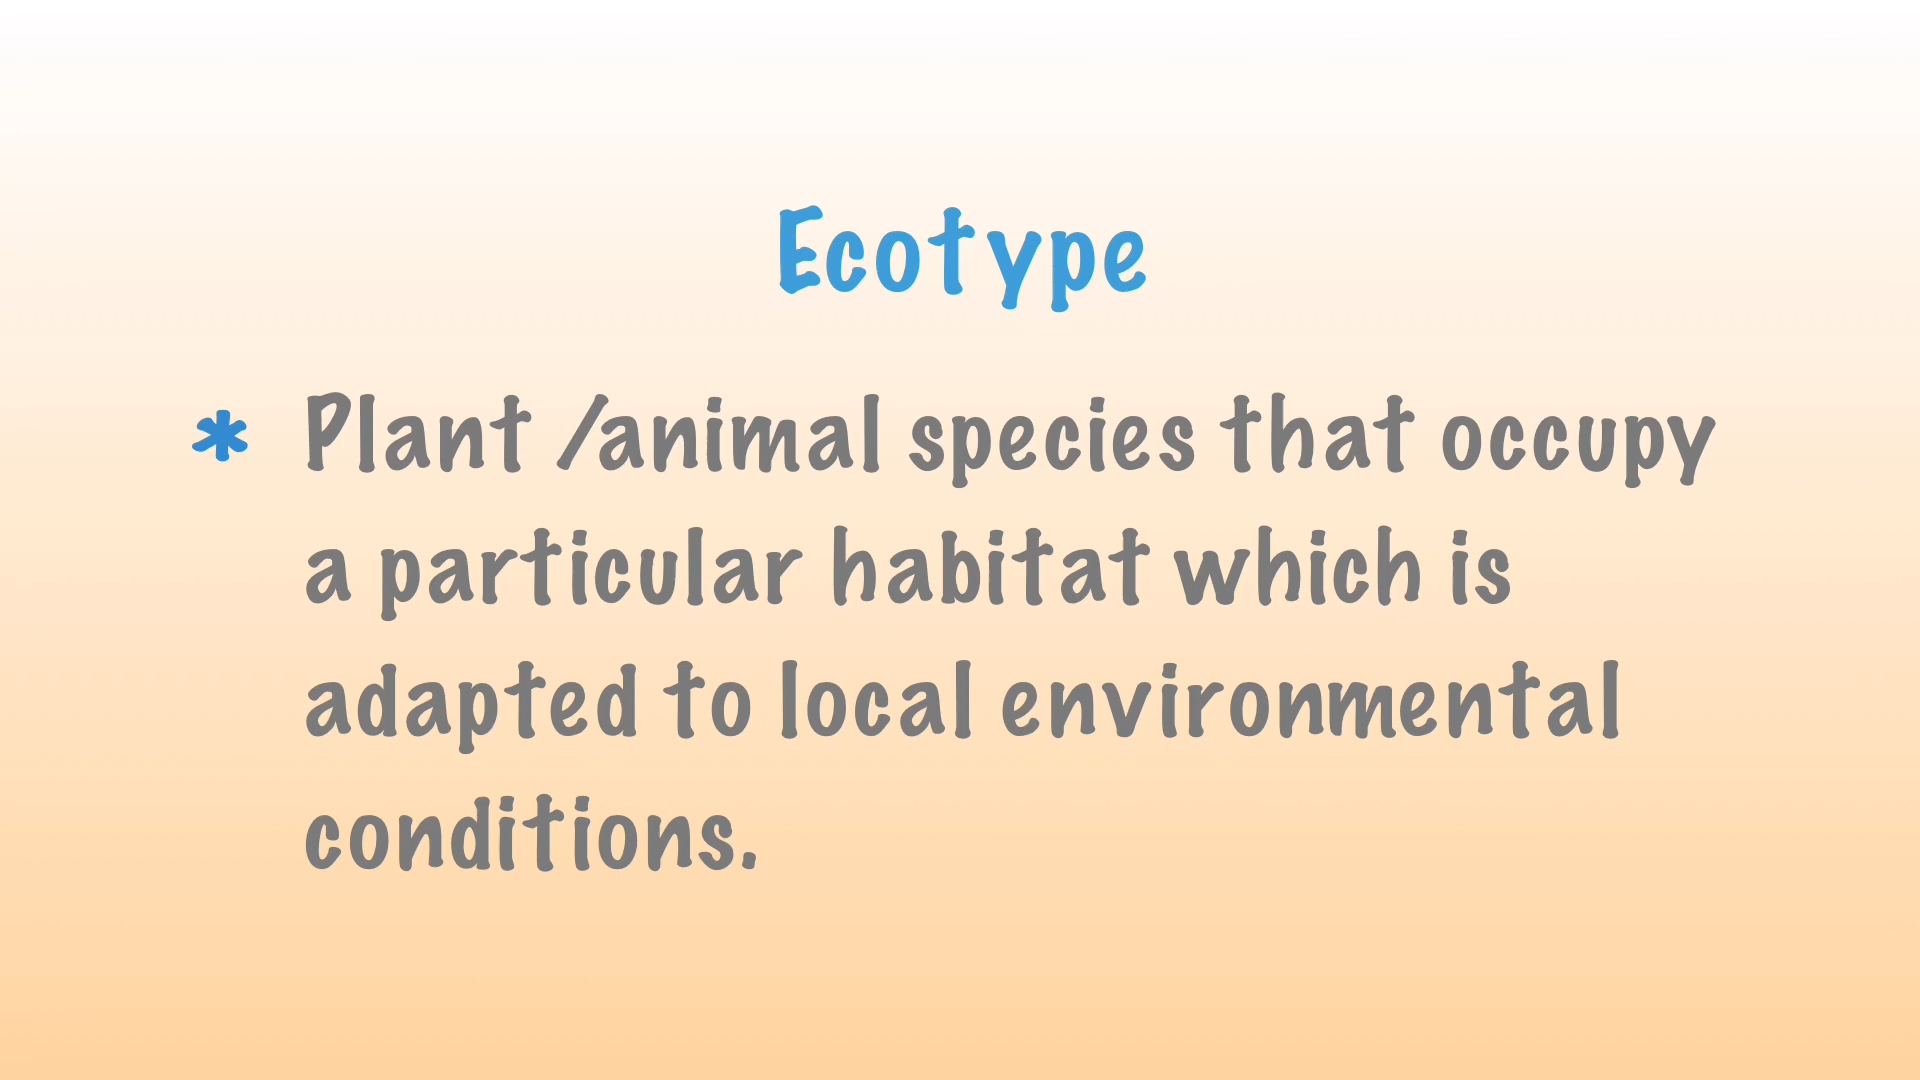 Ecotype
* Plant /animal species that occupy
a particular habitat which is
adapted to local environmental
conditions.